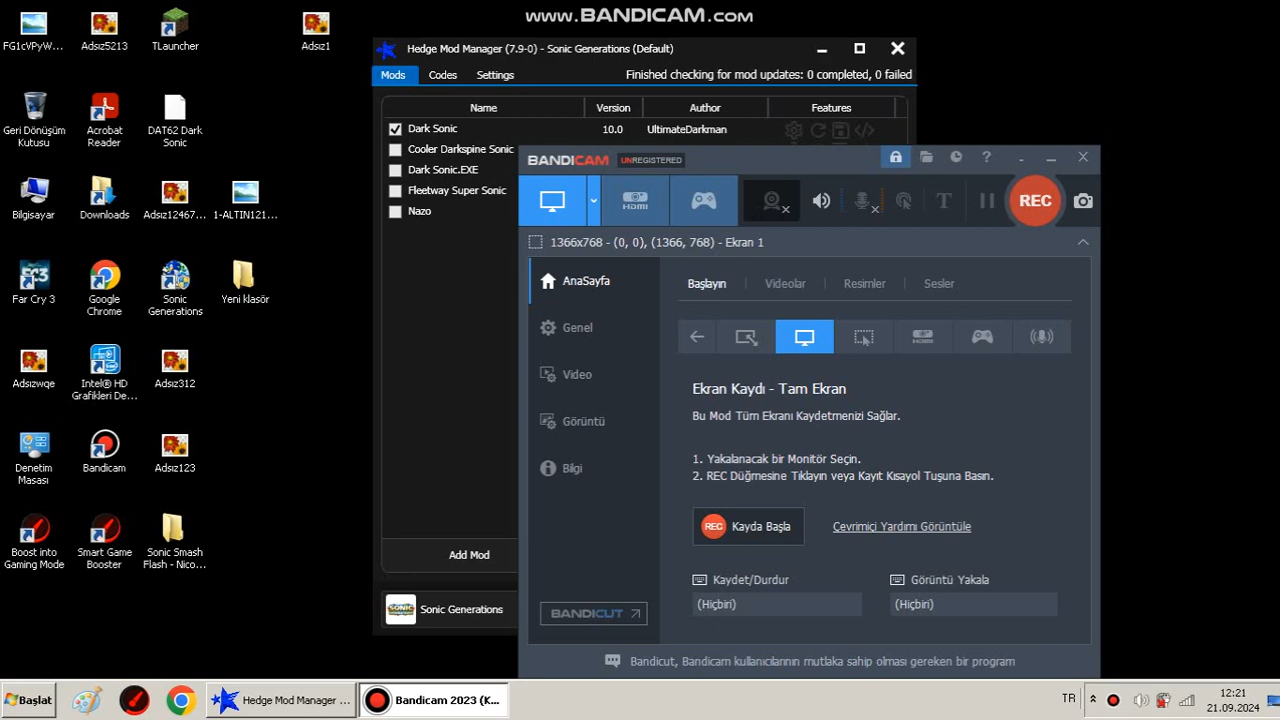 www.BANDICAM.com
FG1cVPyW...
Adsız5213
TLauncher
Adsız1
Geri Dönüşüm
Kutusu
Acrobat
Reader
DAT62 Dark
Sonic
Bilgisayar
Downloads
Adsız12467...
1-ALTIN121...
Far Cry 3
Google
Chrome
Sonic
Generations
Yeni klasör
Adsızwqe
Intel® HD
Grafikleri De...
Adsız312
Denetim
Masası
Bandicam
Adsız123
Boost into
Gaming Mode
Smart Game
Booster
Sonic Smash
Flash - Nico...
Hedge Mod Manager (7.9-0) - Sonic Generations (Default)
Mods Codes Settings Finished checking for mod updates: 0 completed, 0 failed
Name Version Author Features
Dark Sonic 10.0 UltimateDarkman
Cooler Darkspine Sonic
Dark Sonic.EXE
Fleetway Super Sonic
Nazo
Add Mod
Sonic Generations
BANDICAM UNREGISTERED
HDMI
REC
1366x768 - (0, 0), (1366, 768) - Ekran 1
AnaSayfa
Genel
Video
Görüntü
Bilgi
BANDICUT
Başlayın Videolar Resimler Sesler
HDMI
Ekran Kaydı - Tam Ekran
Bu Mod Tüm Ekranı Kaydetmenizi Sağlar.
1. Yakalanacak bir Monitör Seçin.
2. REC Düğmesine Tıklayın veya Kayıt Kısayol Tuşuna Basın.
REC Kayda Başla Çevrimiçi Yardımı Görüntüle
Kaydet/Durdur Görüntü Yakala
(Hiçbiri) (Hiçbiri)
Bandicut, Bandicam kullanıcılarının mutlaka sahip olması gereken bir program
Başlat
Hedge Mod Manager ...
Bandicam 2023 (K...
TR
12:21
21.09.2024